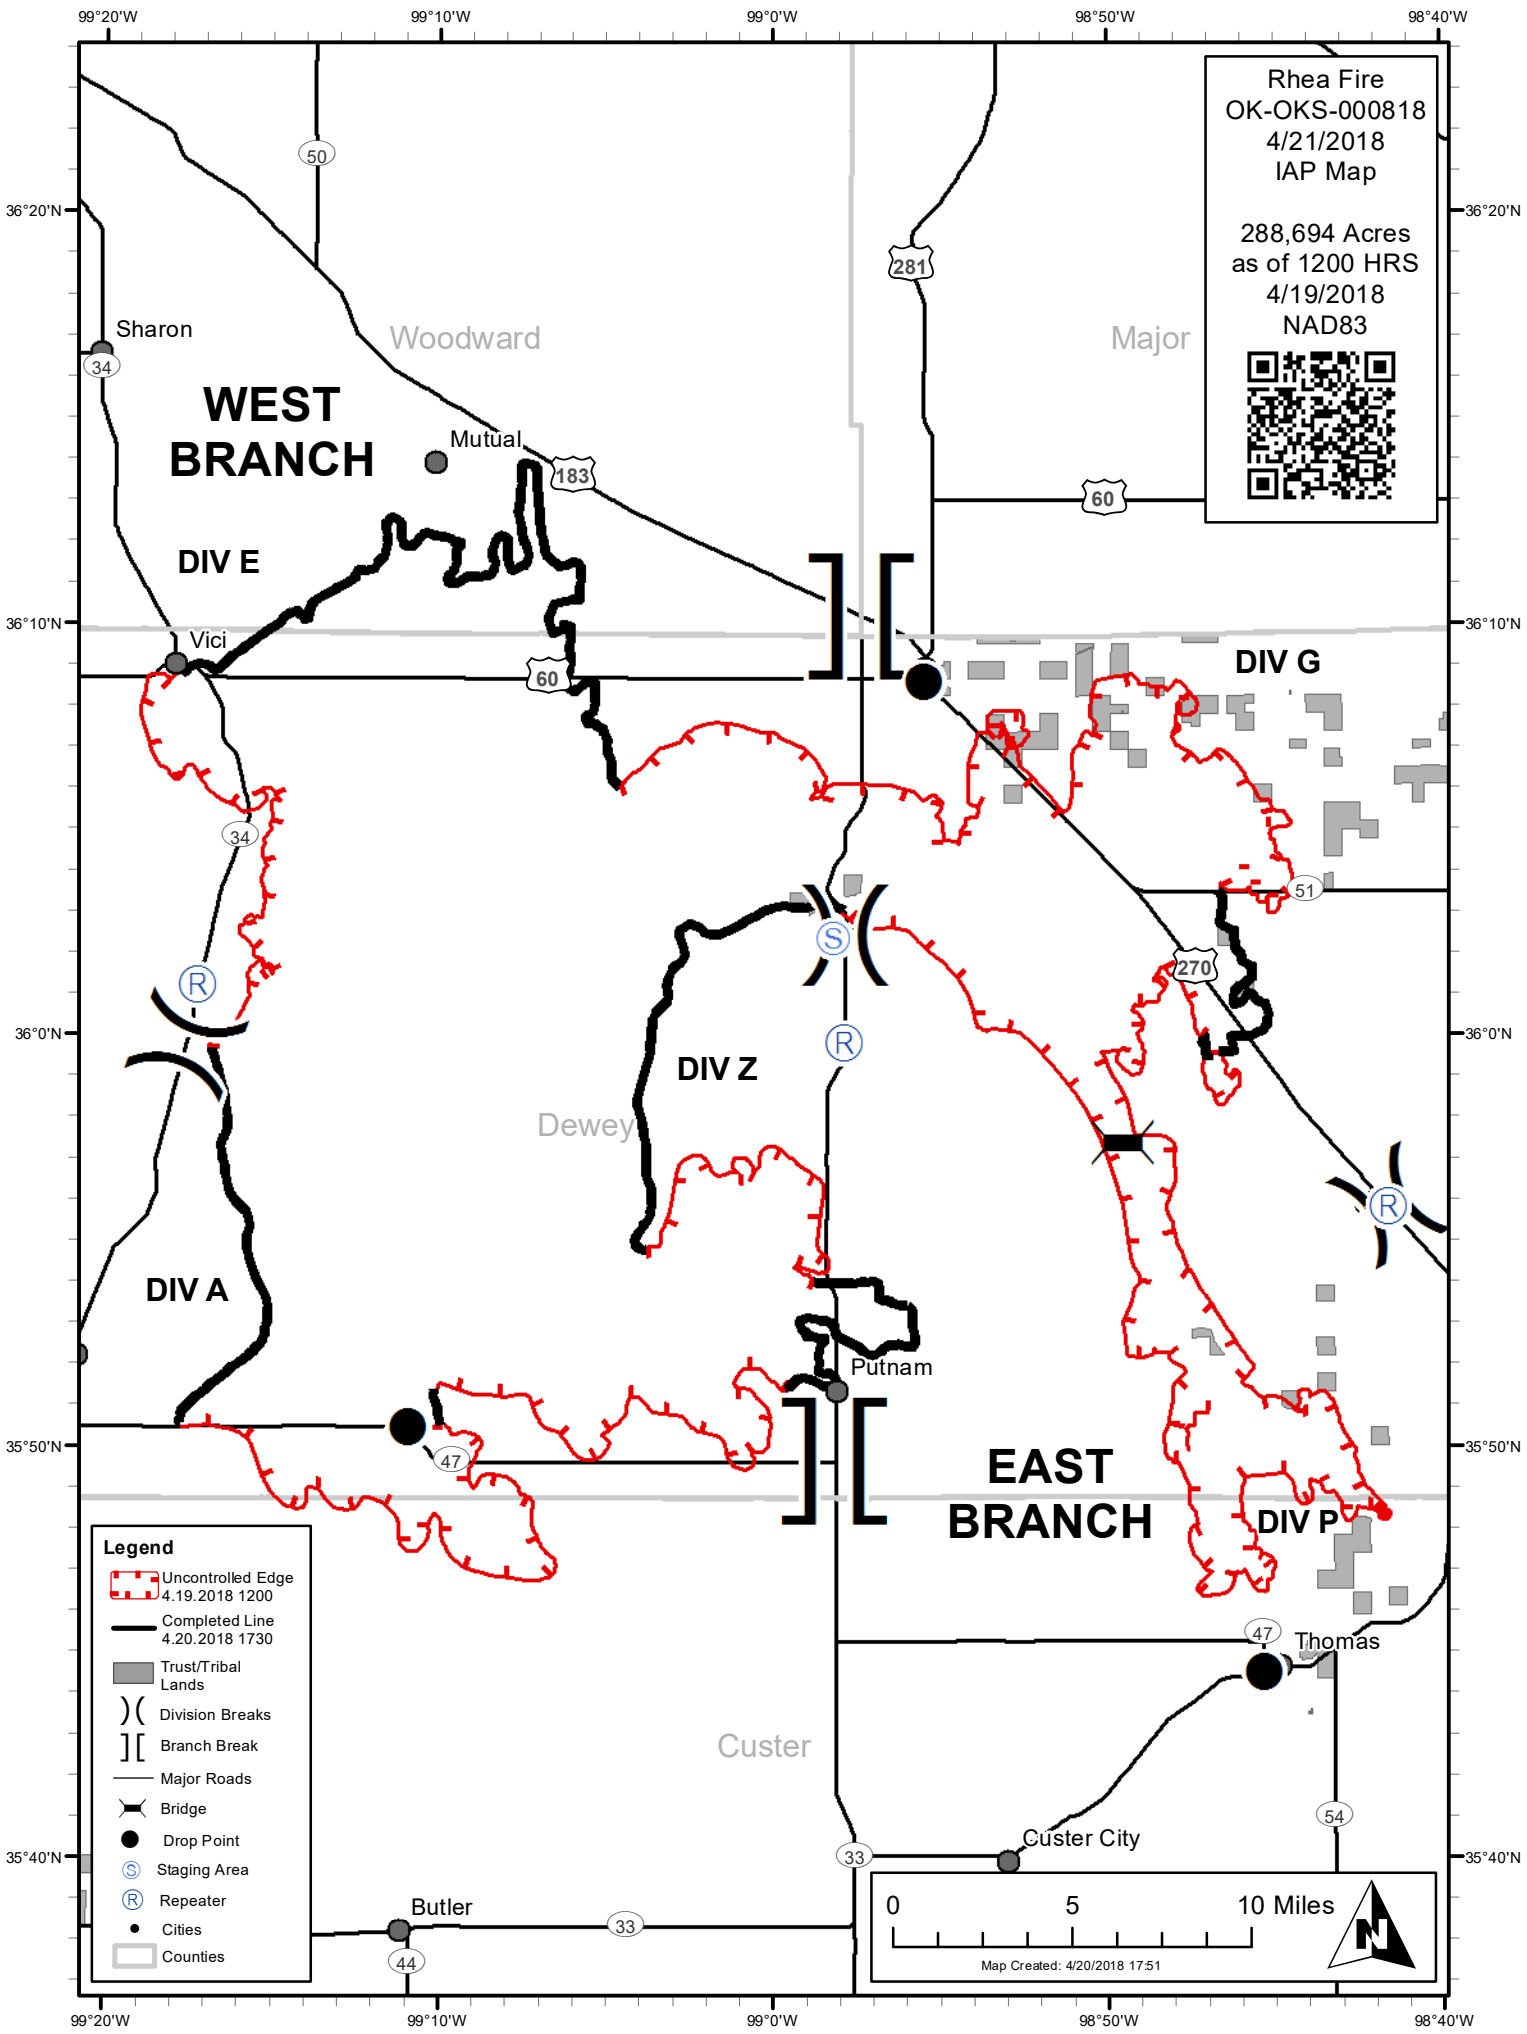 99°20'W
99°10'W
99°0'W
98°50'W
98°40'W
Rhea Fire
OK-OKS-000818
4/21/2018
IAP Map
288,694 Acres
as of 1200 HRS
4/19/2018
NAD83
50
36°20'N
36°20'N
281
Sharon
34
Woodward
Major
WEST
BRANCH
Mutual
183
60
DIV E
] [
36°10'N
36°10'N
Vici
DIV G
60
34
51
S
270
R
36°0'N
36°0'N
R
DIV Z
Dewey
R
DIV A
Putnam
] [
35°50'N
35°50'N
47
EAST
BRANCH
DIV P
Legend
Uncontrolled Edge
4.19.2018 1200
Completed Line
4.20.2018 1730
Trust/Tribal
Lands
)( Division Breaks
][ Branch Break
Major Roads
Bridge
Drop Point
S Staging Area
R Repeater
Cities
Counties
47
Thomas
Custer
54
Custer City
33
35°40'N
35°40'N
Butler
33
44
0 5 10 Miles
N
Map Created: 4/20/2018 17:51
99°20'W
99°10'W
99°0'W
98°50'W
98°40'W